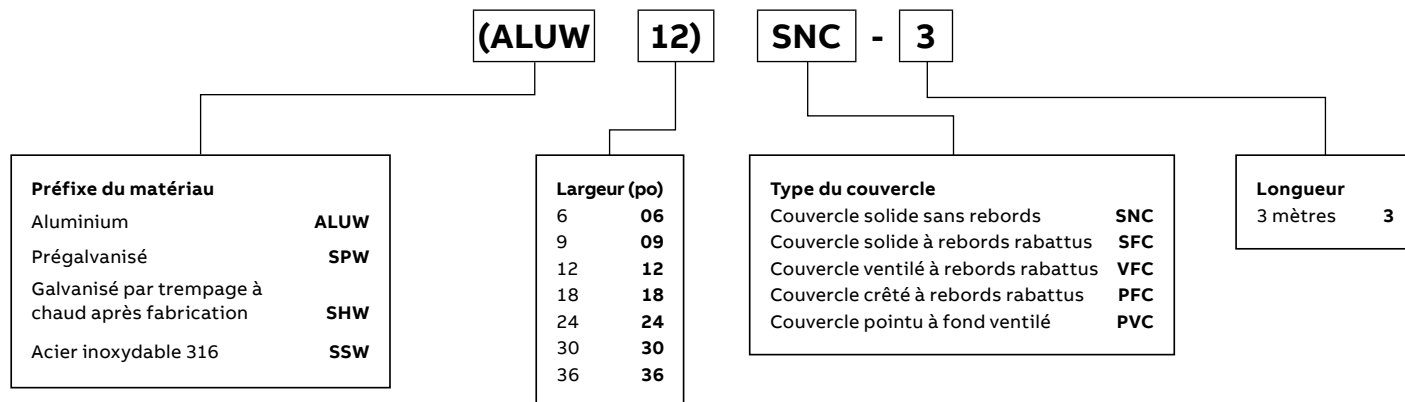 (ALUW 12) SNC - 3
Préfixe du matériau
Aluminium ALUW
Prégalvanisé SPW
Galvanisé par trempage à
chaud après fabrication SHW
Acier inoxydable 316 SSW
Largeur (po)
6 06
9 09
12 12
18 18
24 24
30 30
36 36
Type du couvercle
Couvercle solide sans rebords SNC
Couvercle solide à rebords rabattus SFC
Couvercle ventilé à rebords rabattus VFC
Couvercle crêté à rebords rabattus PFC
Couvercle pointu à fond ventilé PVC
Longueur
3 mètres 3